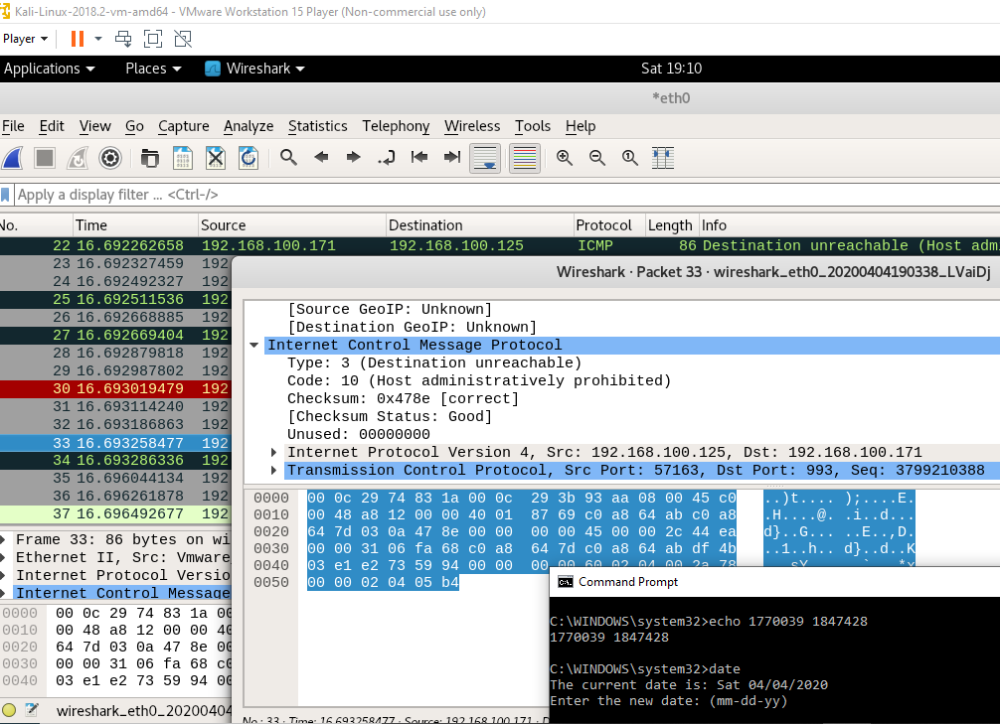 Kali-Linux-2018.2-vm-amd64 - VMware Workstation 15 Player (Non-commercial use only)
Player
Applications Places Wireshark Sat 19:10
*eth0
File Edit View Go Capture Analyze Statistics Telephony Wireless Tools Help
Apply a display filter ... <Ctrl-/>
No. Time Source Destination Protocol Length Info
22 16.692262658 192.168.100.171 192.168.100.125 ICMP 86 Destination unreachable (Host adm
23 16.692327459 192
24 16.692492327 192
25 16.692511536 192
26 16.692668885 192
27 16.692669404 192
28 16.692879818 192
29 16.692987802 192
30 16.693019479 192
31 16.693114240 192
32 16.693186863 192
33 16.693258477 192
34 16.693286336 192
35 16.696044134 192
36 16.696261878 192
37 16.696492677 192
Wireshark · Packet 33 · wireshark_eth0_20200404190338_LVaiDj
[Source GeoIP: Unknown]
[Destination GeoIP: Unknown]
Internet Control Message Protocol
Type: 3 (Destination unreachable)
Code: 10 (Host administratively prohibited)
Checksum: 0x478e [correct]
[Checksum Status: Good]
Unused: 00000000
Internet Protocol Version 4, Src: 192.168.100.125, Dst: 192.168.100.171
Transmission Control Protocol, Src Port: 57163, Dst Port: 993, Seq: 3799210388
0000 00 0c 29 74 83 1a 00 0c 29 3b 93 aa 08 00 45 c0 ..)t.... );....E.
0010 00 48 a8 12 00 00 40 01 87 69 c0 a8 64 ab c0 a8 .H....@. .i..d...
0020 64 7d 03 0a 47 8e 00 00 00 00 45 00 00 2c 44 ea d}..G... ..E..,D.
0030 00 00 31 06 fa 68 c0 a8 64 7d c0 a8 64 ab df 4b ..1..h.. d}..d..K
0040 03 e1 e2 73 59 94 00 00 00 00 60 02 04 00 2a 78 ...sY... ..`...*x
0050 00 00 02 04 05 b4
Frame 33: 86 bytes on wi
Ethernet II, Src: Vmware
Internet Protocol Versio
Internet Control Message
0000 00 0c 29 74 83 1a 00
0010 00 48 a8 12 00 00 40
0020 64 7d 03 0a 47 8e 00
0030 00 00 31 06 fa 68 c0
0040 03 e1 e2 73 59 94 00
wireshark_eth0_20200404
No.: 33 · Time: 16.693258477 · Source: 192.168.100.171 · D
Command Prompt
C:\WINDOWS\system32>echo 1770039 1847428
1770039 1847428
C:\WINDOWS\system32>date
The current date is: Sat 04/04/2020
Enter the new date: (mm-dd-yy)